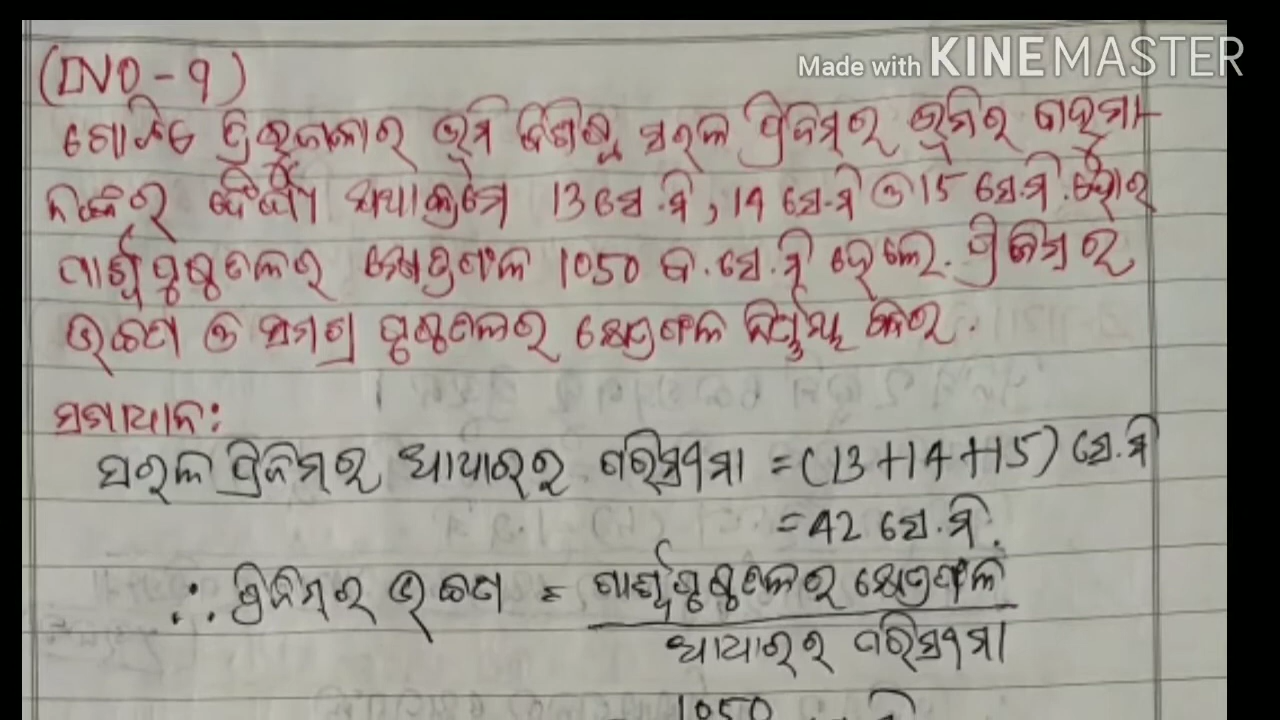 Made with KINEMASTER
(DNO - 9)
ଗୋଟିଏ ତ୍ରିଭୁଜାକାର ଭୂମି ବିଶିଷ୍ଟ ସରଳ ପ୍ରିଜିମ୍‌ର ଭୂମିର ବାହୁମା-
ନଙ୍କର ଦୈର୍ଘ୍ୟ ଯଥାକ୍ରମେ 13 ସେ.ମି, 14 ସେ.ମି ଓ 15 ସେ.ମି.
ପାର୍ଶ୍ୱପୃଷ୍ଠତଳର କ୍ଷେତ୍ରଫଳ 1050 ବ.ସେ.ମି ହେଲେ. ପ୍ରିଜିମ୍‌ର
ଉଚ୍ଚତା ଓ ସମଗ୍ର ପୃଷ୍ଠତଳର କ୍ଷେତ୍ରଫଳ ନିର୍ଣ୍ଣୟ କର.
ସମାଧାନ:
ସରଳ ପ୍ରିଜିମ୍‌ର ଆଧାରର ପରିସୀମା = (13+14+15) ସେ.ମି
= 42 ସେ.ମି.
∴ ପ୍ରିଜିମ୍‌ର ଉଚ୍ଚତା = ପାର୍ଶ୍ୱପୃଷ୍ଠତଳର କ୍ଷେତ୍ରଫଳ
ଆଧାରର ପରିସୀମା
1050